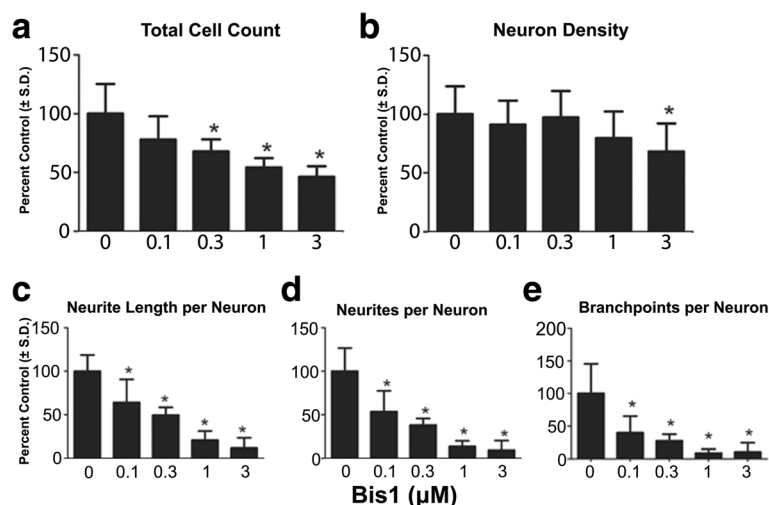 a
Total Cell Count
Percent Control (± S.D.)
150
100
50
0
*
*
*
0 0.1 0.3 1 3
b
Neuron Density
Percent Control (± S.D.)
150
100
50
0
*
0 0.1 0.3 1 3
c
Neurite Length per Neuron
Percent Control (± S.D.)
150
100
50
0
*
*
*
*
0 0.1 0.3 1 3
d
Neurites per Neuron
150
100
50
0
*
*
*
*
0 0.1 0.3 1 3
e
Branchpoints per Neuron
200
150
100
50
0
*
*
*
*
0 0.1 0.3 1 3
Bis1 (μM)